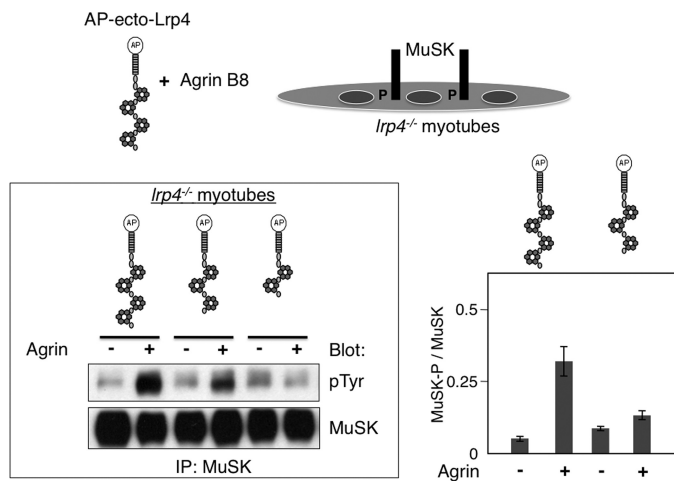 AP-ecto-Lrp4
AP
+ Agrin B8
MuSK
P P
lrp4-/- myotubes
lrp4-/- myotubes
AP AP AP
AP AP
Agrin - + - + - + Blot:
pTyr
MuSK
IP: MuSK
MuSK-P / MuSK
0.5
0.25
0
Agrin - + - +